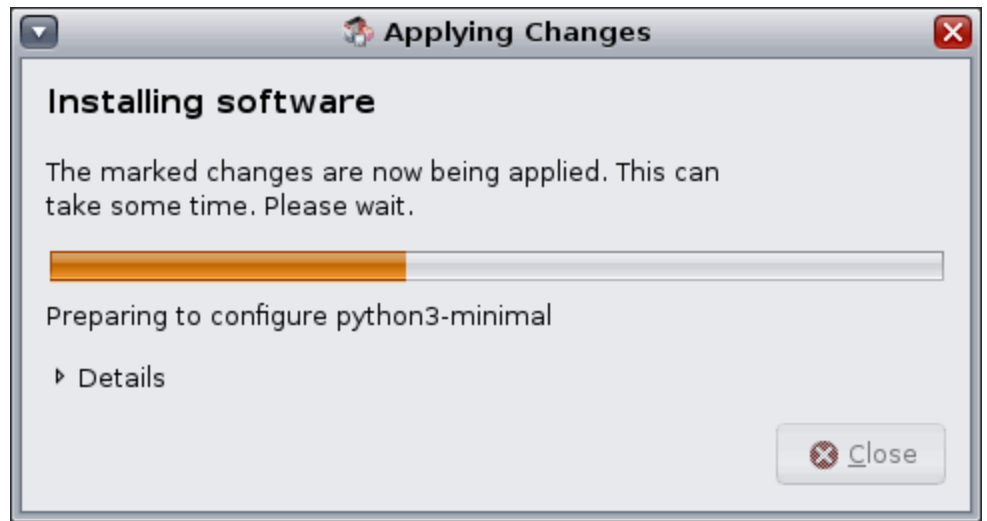 Applying Changes
Installing software
The marked changes are now being applied. This can
take some time. Please wait.
Preparing to configure python3-minimal
Details
Close